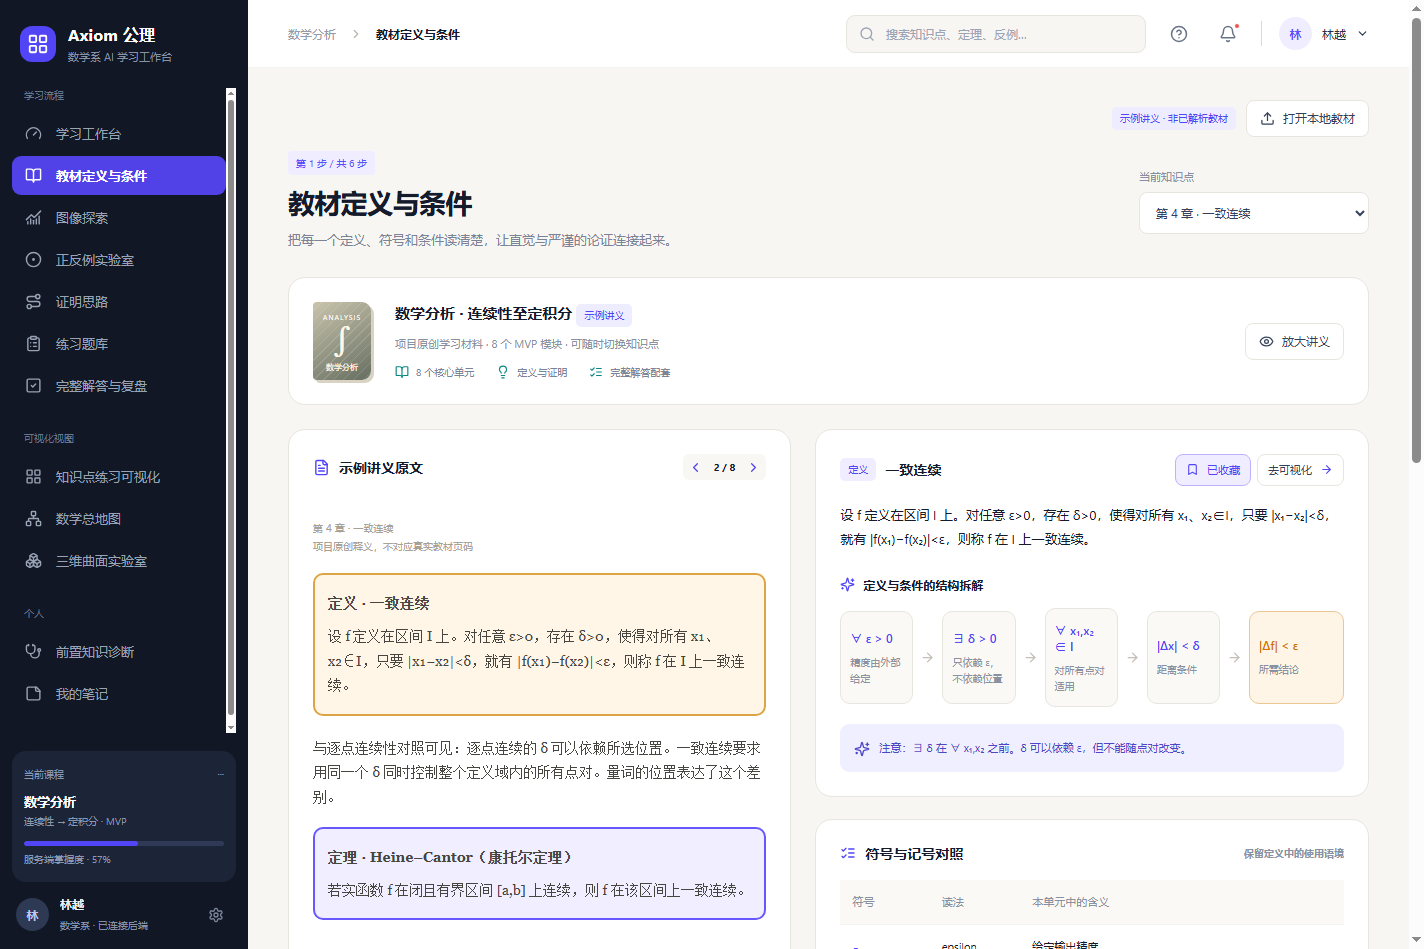 Axiom 公理
数学系 AI 学习工作台
学习流程
学习工作台
教材定义与条件
图像探索
正反例实验室
证明思路
练习题库
完整解答与复盘
可视化视图
知识点练习可视化
数学总地图
三维曲面实验室
个人
前置知识诊断
我的笔记
当前课程
数学分析
连续性 → 定积分 · MVP
服务端掌握度 · 57%
林
林越
数学系 · 已连接后端
数学分析
教材定义与条件
搜索知识点、定理、反例...
林
林越
示例讲义 · 非已解析教材
打开本地教材
第 1 步 / 共 6 步
教材定义与条件
把每一个定义、符号和条件读清楚，让直觉与严谨的论证连接起来。
当前知识点
第 4 章 · 一致连续
ANALYSIS
∫
数学分析
数学分析 · 连续性至定积分
示例讲义
项目原创学习材料 · 8 个 MVP 模块 · 可随时切换知识点
8 个核心单元
定义与证明
完整解答配套
放大讲义
示例讲义原文
2 / 8
第 4 章 · 一致连续
项目原创释义，不对应真实教材页码
定义 · 一致连续
设 f 定义在区间 I 上。对任意 ε>0，存在 δ>0，使得对所有 x₁、
x₂∈I，只要 |x₁−x₂|<δ，就有 |f(x₁)−f(x₂)|<ε，则称 f 在 I 上一致连
续。
与逐点连续性对照可见：逐点连续的 δ 可以依赖所选位置。一致连续要求
用同一个 δ 同时控制整个定义域内的所有点对。量词的位置表达了这个差
别。
定理 · Heine–Cantor（康托尔定理）
若实函数 f 在闭且有界区间 [a,b] 上连续，则 f 在该区间上一致连续。
定义
一致连续
已收藏
去可视化
设 f 定义在区间 I 上。对任意 ε>0，存在 δ>0，使得对所有 x₁、x₂∈I，只要 |x₁−x₂|<δ，
就有 |f(x₁)−f(x₂)|<ε，则称 f 在 I 上一致连续。
定义与条件的结构拆解
∀ ε > 0
精度由外部
给定
∃ δ > 0
只依赖 ε，
不依赖位置
∀ x₁,x₂
∈ I
对所有点对
适用
|Δx| < δ
距离条件
|Δf| < ε
所需结论
注意：∃ δ 在 ∀ x₁,x₂ 之前。δ 可以依赖 ε，但不能随点对改变。
符号与记号对照
保留定义中的使用语境
符号
读法
本单元中的含义
epsilon
给定输出精度